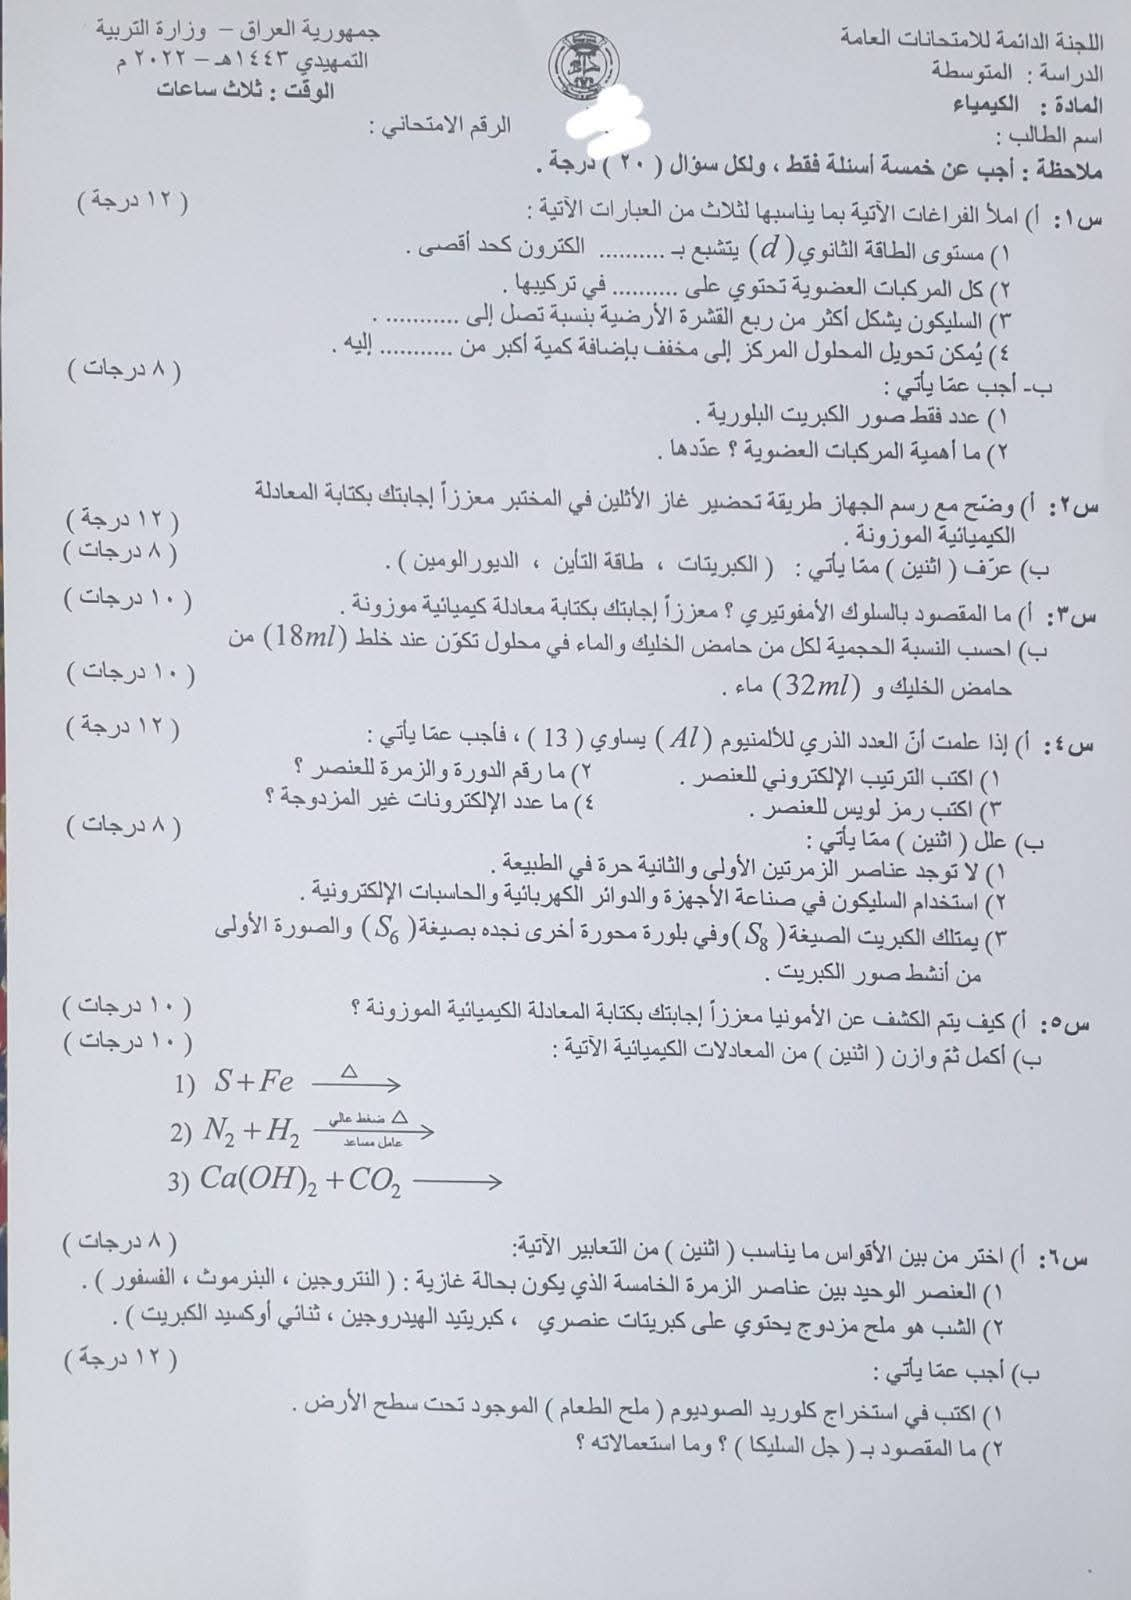 اللجنة الدائمة للامتحانات العامة
الدراسة : المتوسطة
المادة : الكيمياء
اسم الطالب :
جمهورية العراق – وزارة التربية
التمهيدي ١٤٤٣هـ – ٢٠٢٢ م
الوقت : ثلاث ساعات
الرقم الامتحاني :
ملاحظة : أجب عن خمسة أسئلة فقط ، ولكل سؤال ( ٢٠ ) درجة .
س١: أ) املأ الفراغات الآتية بما يناسبها لثلاث من العبارات الآتية : ( ١٢ درجة )
١) مستوى الطاقة الثانوي (d) يتشبع بـ .......... الكترون كحد أقصى .
٢) كل المركبات العضوية تحتوي على .......... في تركيبها .
٣) السليكون يشكل أكثر من ربع القشرة الأرضية بنسبة تصل إلى ........... .
٤) يُمكن تحويل المحلول المركز إلى مخفف بإضافة كمية أكبر من ........... إليه .
ب- أجب عمّا يأتي : ( ٨ درجات )
١) عدد فقط صور الكبريت البلورية .
٢) ما أهمية المركبات العضوية ؟ عدّدها .
س٢: أ) وضّح مع رسم الجهاز طريقة تحضير غاز الأثلين في المختبر معززاً إجابتك بكتابة المعادلة
الكيميائية الموزونة . ( ١٢ درجة )
ب) عرّف ( اثنين ) ممّا يأتي : ( الكبريتات ، طاقة التأين ، الديورالومين ) . ( ٨ درجات )
س٣: أ) ما المقصود بالسلوك الأمفوتيري ؟ معززاً إجابتك بكتابة معادلة كيميائية موزونة . ( ١٠ درجات )
ب) احسب النسبة الحجمية لكل من حامض الخليك والماء في محلول تكوّن عند خلط (18ml) من
حامض الخليك و (32ml) ماء . ( ١٠ درجات )
س٤: أ) إذا علمت أنّ العدد الذري للألمنيوم (Al) يساوي ( 13 ) ، فأجب عمّا يأتي : ( ١٢ درجة )
١) اكتب الترتيب الإلكتروني للعنصر . ٢) ما رقم الدورة والزمرة للعنصر ؟
٣) اكتب رمز لويس للعنصر . ٤) ما عدد الإلكترونات غير المزدوجة ؟
ب) علل ( اثنين ) ممّا يأتي : ( ٨ درجات )
١) لا توجد عناصر الزمرتين الأولى والثانية حرة في الطبيعة .
٢) استخدام السليكون في صناعة الأجهزة والدوائر الكهربائية والحاسبات الإلكترونية .
٣) يمتلك الكبريت الصيغة (S₈) وفي بلورة محورة أخرى نجده بصيغة (S₆) والصورة الأولى
من أنشط صور الكبريت .
س٥: أ) كيف يتم الكشف عن الأمونيا معززاً إجابتك بكتابة المعادلة الكيميائية الموزونة ؟ ( ١٠ درجات )
ب) أكمل ثمّ وازن ( اثنين ) من المعادلات الكيميائية الآتية : ( ١٠ درجات )
1) S + Fe —△→
2) N₂ + H₂ —△ ضغط عالي / عامل مساعد→
3) Ca(OH)₂ + CO₂ ⟶
س٦: أ) اختر من بين الأقواس ما يناسب ( اثنين ) من التعابير الآتية: ( ٨ درجات )
١) العنصر الوحيد بين عناصر الزمرة الخامسة الذي يكون بحالة غازية : ( النتروجين ، البنرموث ، الفسفور ) .
٢) الشب هو ملح مزدوج يحتوي على كبريتات عنصري ، كبريتيد الهيدروجين ، ثنائي أوكسيد الكبريت ) .
ب) أجب عمّا يأتي : ( ١٢ درجة )
١) اكتب في استخراج كلوريد الصوديوم ( ملح الطعام ) الموجود تحت سطح الأرض .
٢) ما المقصود بـ ( جل السليكا ) ؟ وما استعمالاته ؟